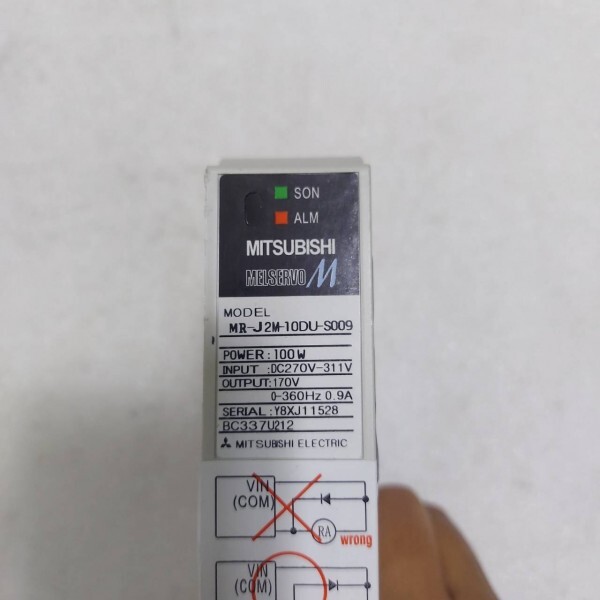 SON
ALM
MITSUBISHI
MELSERVO M
MODEL
MR-J2M-10DU-S009
POWER : 100W
INPUT : DC270V-311V
OUTPUT: 170V
0-360Hz 0.9A
SERIAL : Y8XJ11528
BC337U212
MITSUBISHI ELECTRIC
VIN
(COM)
RA
wrong
VIN
(COM)